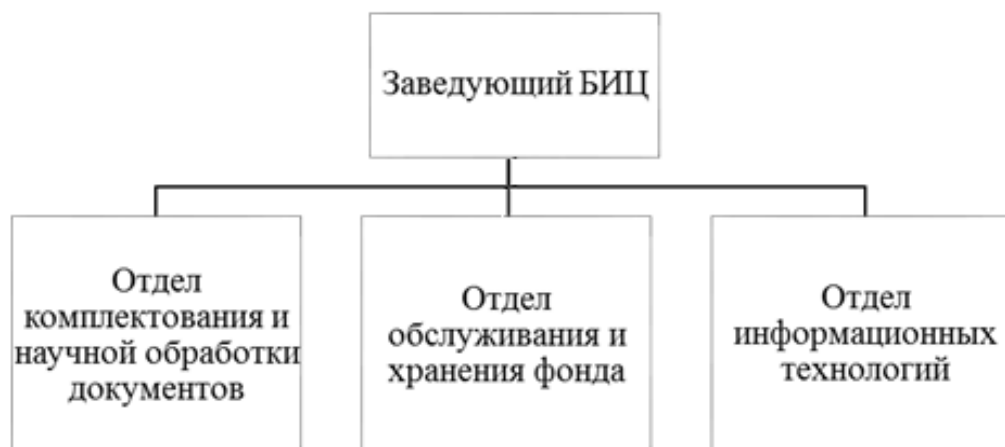 Заведующий БИЦ
Отдел
комплектования и
научной обработки
документов
Отдел
обслуживания и
хранения фонда
Отдел
информационных
технологий